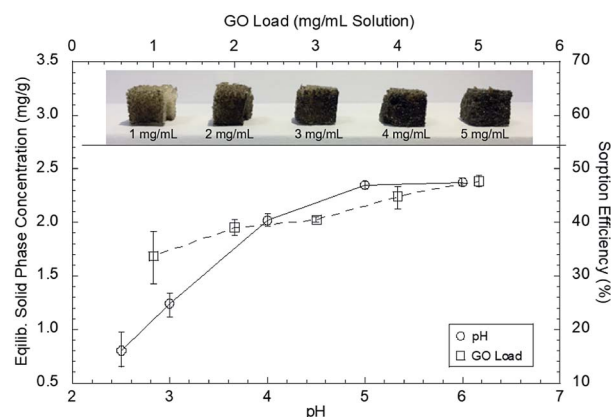 GO Load (mg/mL Solution)
0 1 2 3 4 5 6
3.5 70
3.0 60
2.5 50
2.0 40
1.5 30
1.0 20
0.5 10
Eqilib. Solid Phase Concentration (mg/g)
Sorption Efficiency (%)
1 mg/mL 2 mg/mL 3 mg/mL 4 mg/mL 5 mg/mL
pH
GO Load
2 3 4 5 6 7
pH